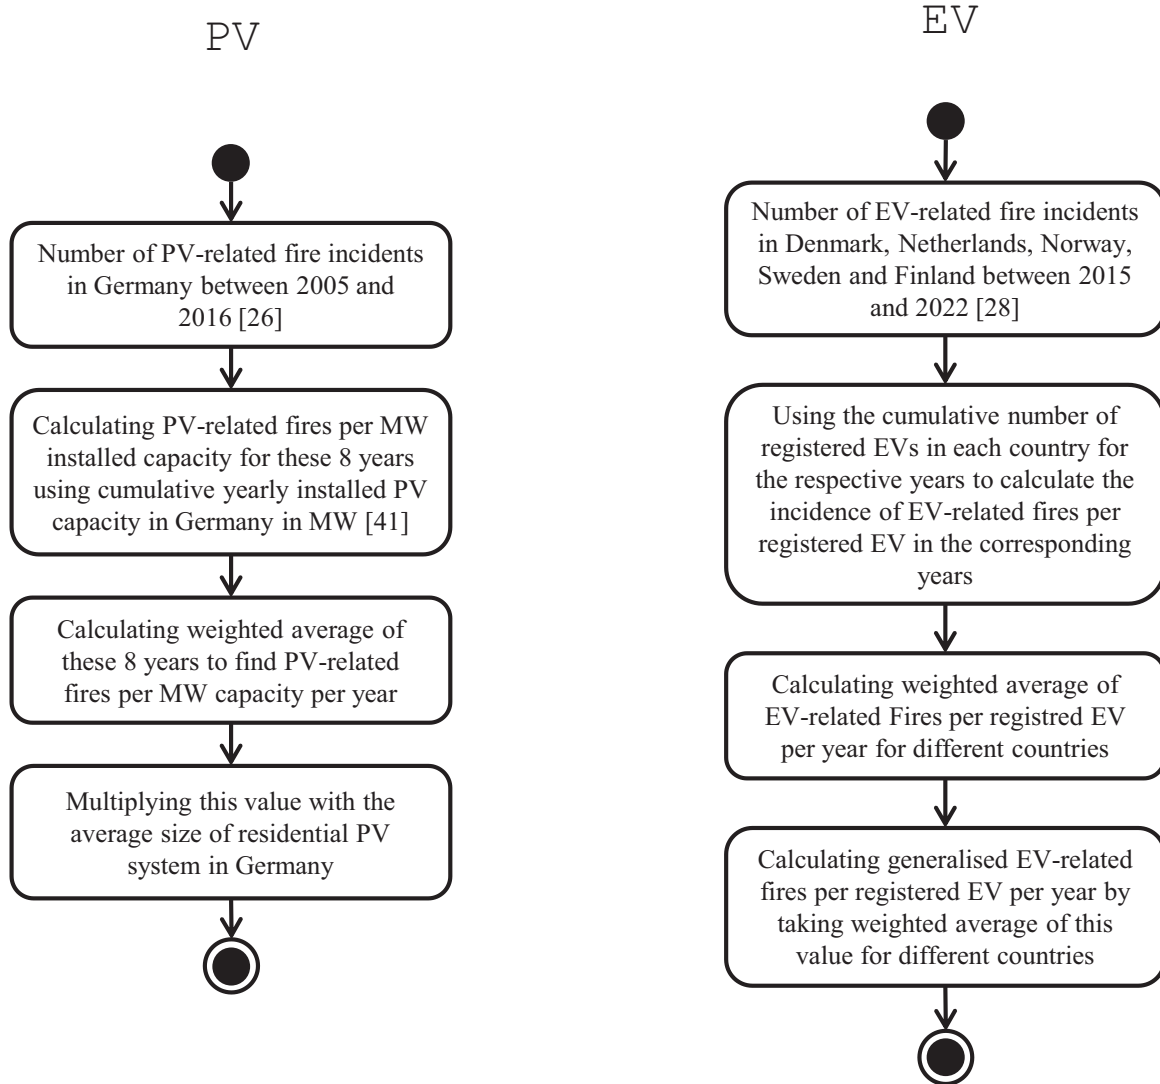 PV
Number of PV-related fire incidents
in Germany between 2005 and
2016 [26]
Calculating PV-related fires per MW
installed capacity for these 8 years
using cumulative yearly installed PV
capacity in Germany in MW [41]
Calculating weighted average of
these 8 years to find PV-related
fires per MW capacity per year
Multiplying this value with the
average size of residential PV
system in Germany
EV
Number of EV-related fire incidents
in Denmark, Netherlands, Norway,
Sweden and Finland between 2015
and 2022 [28]
Using the cumulative number of
registered EVs in each country for
the respective years to calculate the
incidence of EV-related fires per
registered EV in the corresponding
years
Calculating weighted average of
EV-related Fires per registred EV
per year for different countries
Calculating generalised EV-related
fires per registered EV per year by
taking weighted average of this
value for different countries